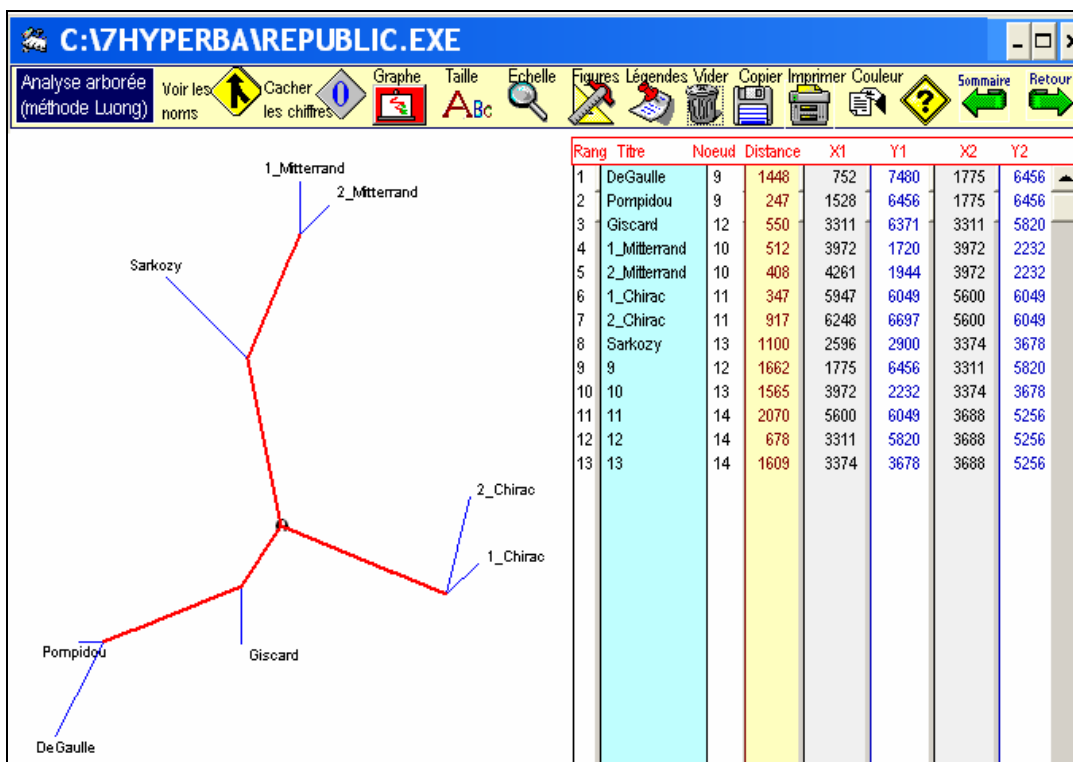 C:\7HYPERBA\REPUBLIC.EXE
Analyse arborée
(méthode Luong)
Voir les
noms
Cacher
les chiffres
0
Graphe
Taille
ABc
Echelle
Figures
Légendes
Vider
Copier
Imprimer
Couleur
?
Sommaire
Retour
1_Mitterrand
2_Mitterrand
Sarkozy
2_Chirac
1_Chirac
Pompidou
Giscard
DeGaulle
Rang Titre Noeud Distance X1 Y1 X2 Y2
1 DeGaulle 9 1448 752 7480 1775 6456
2 Pompidou 9 247 1528 6456 1775 6456
3 Giscard 12 550 3311 6371 3311 5820
4 1_Mitterrand 10 512 3972 1720 3972 2232
5 2_Mitterrand 10 408 4261 1944 3972 2232
6 1_Chirac 11 347 5947 6049 5600 6049
7 2_Chirac 11 917 6248 6697 5600 6049
8 Sarkozy 13 1100 2596 2900 3374 3678
9 9 12 1662 1775 6456 3311 5820
10 10 13 1565 3972 2232 3374 3678
11 11 14 2070 5600 6049 3688 5256
12 12 14 678 3311 5820 3688 5256
13 13 14 1609 3374 3678 3688 5256